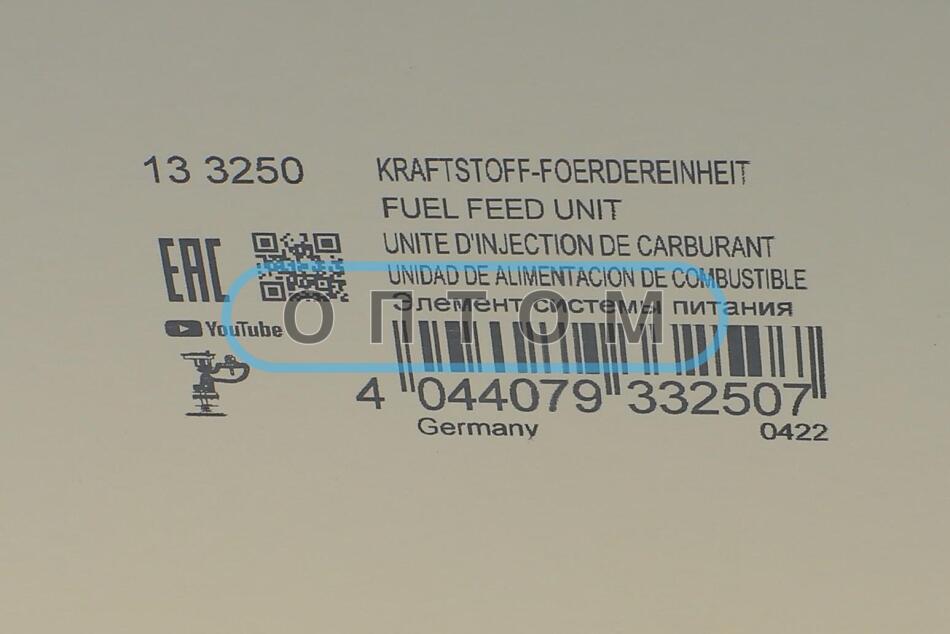 13 3250
KRAFTSTOFF-FOERDEREINHEIT
FUEL FEED UNIT
UNITE D'INJECTION DE CARBURANT
UNIDAD DE ALIMENTACION DE COMBUSTIBLE
Элемент системы питания
EAC
YouTube
ОПТОМ
4 044079 332507
Germany
0422